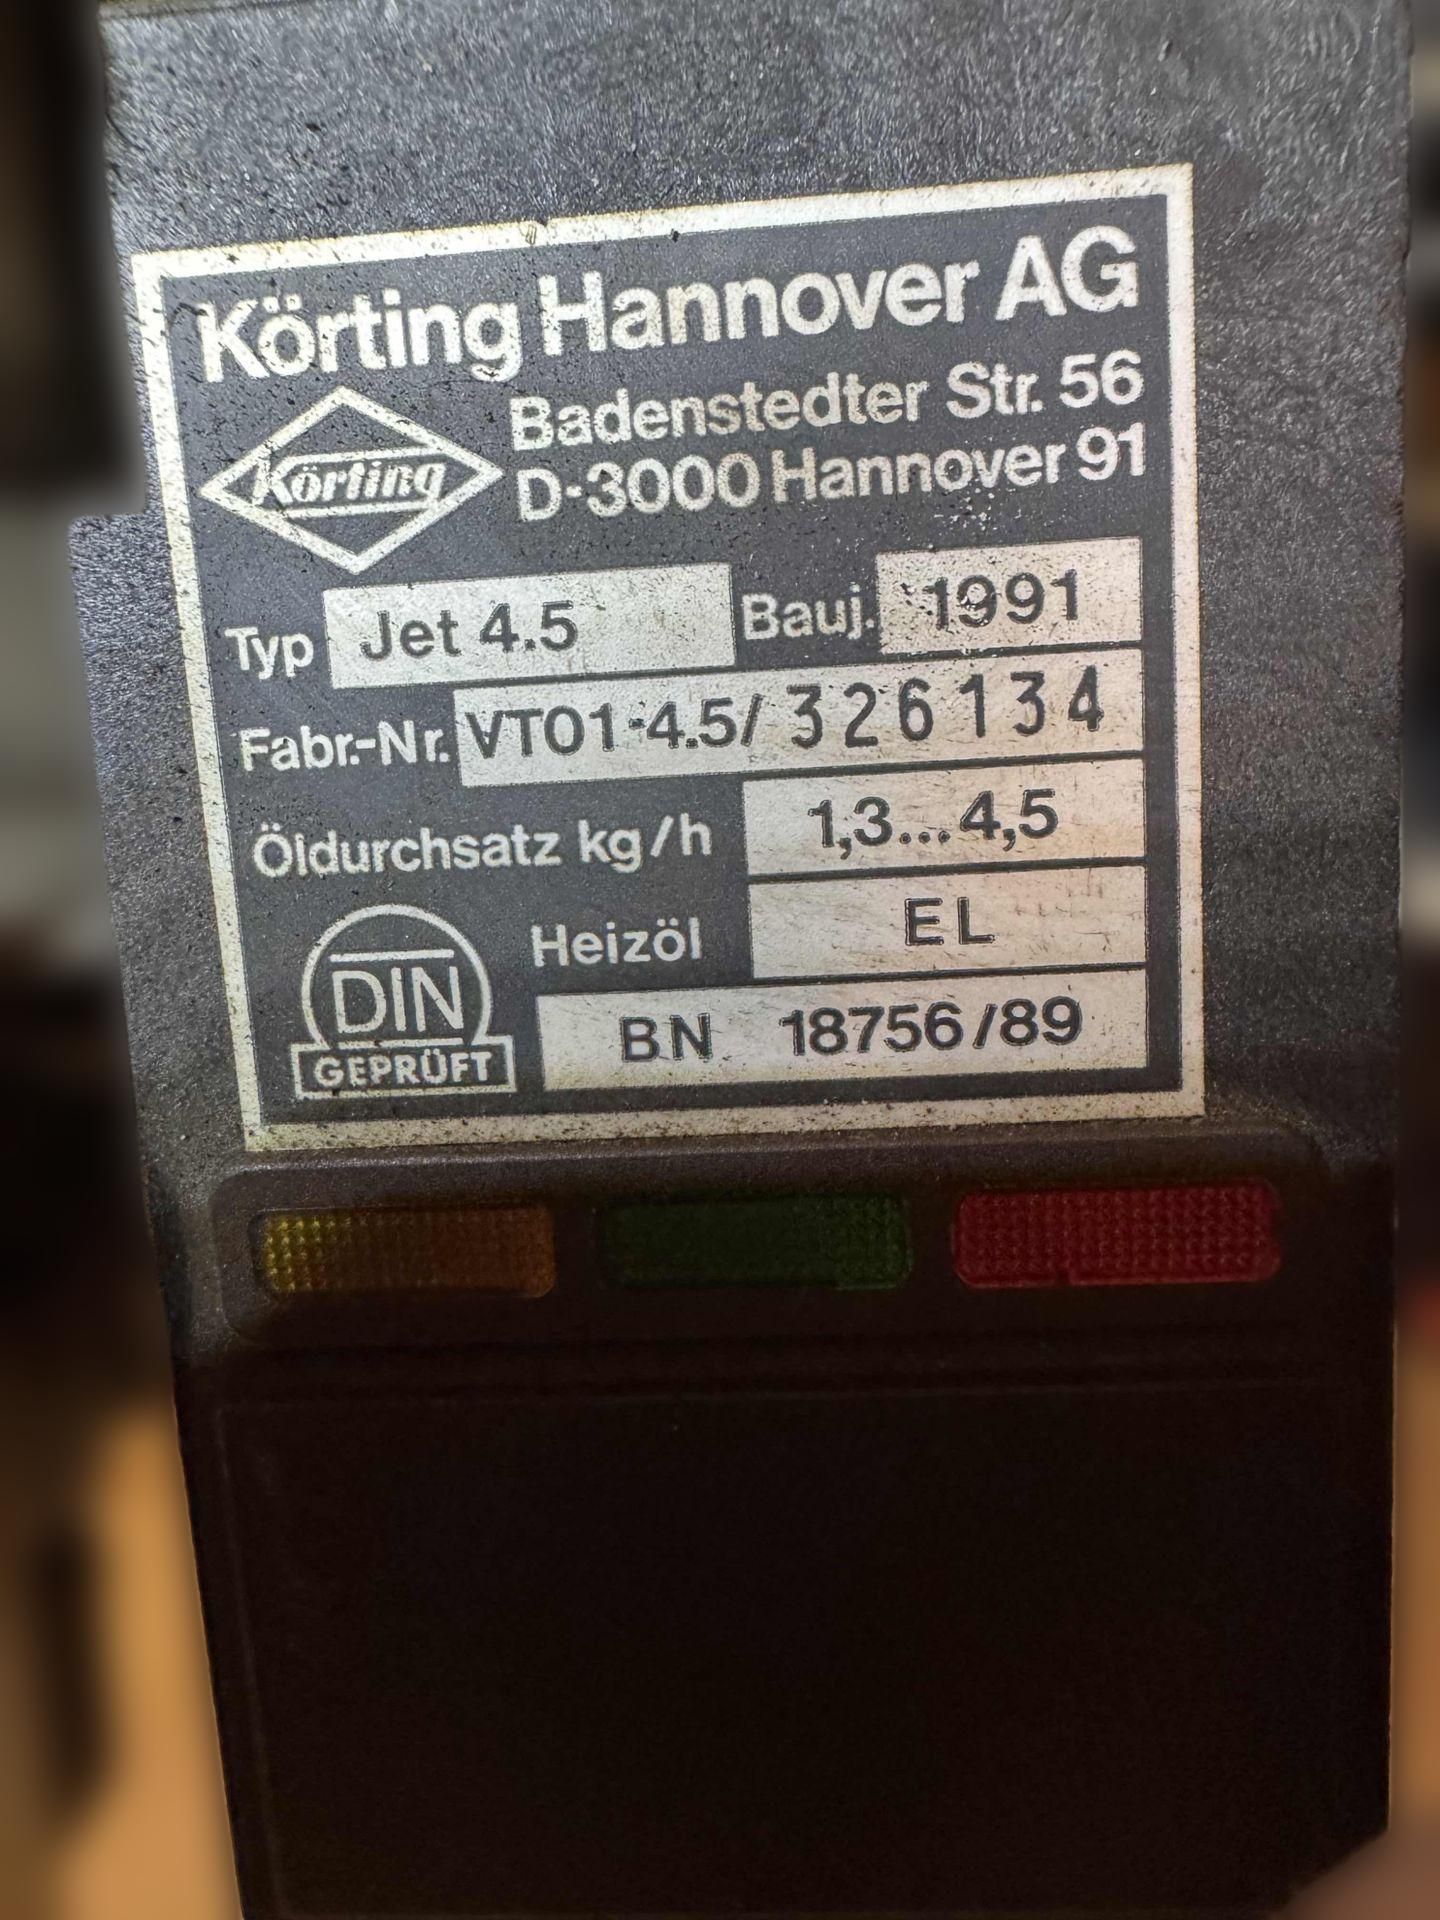 Körting Hannover AG
Körting
Badenstedter Str. 56
D-3000 Hannover 91
Typ Jet 4.5 Bauj. 1991
Fabr.-Nr. VT01-4.5/ 326134
Öldurchsatz kg/h 1,3...4,5
Heizöl EL
DIN
GEPRÜFT
BN 18756/89